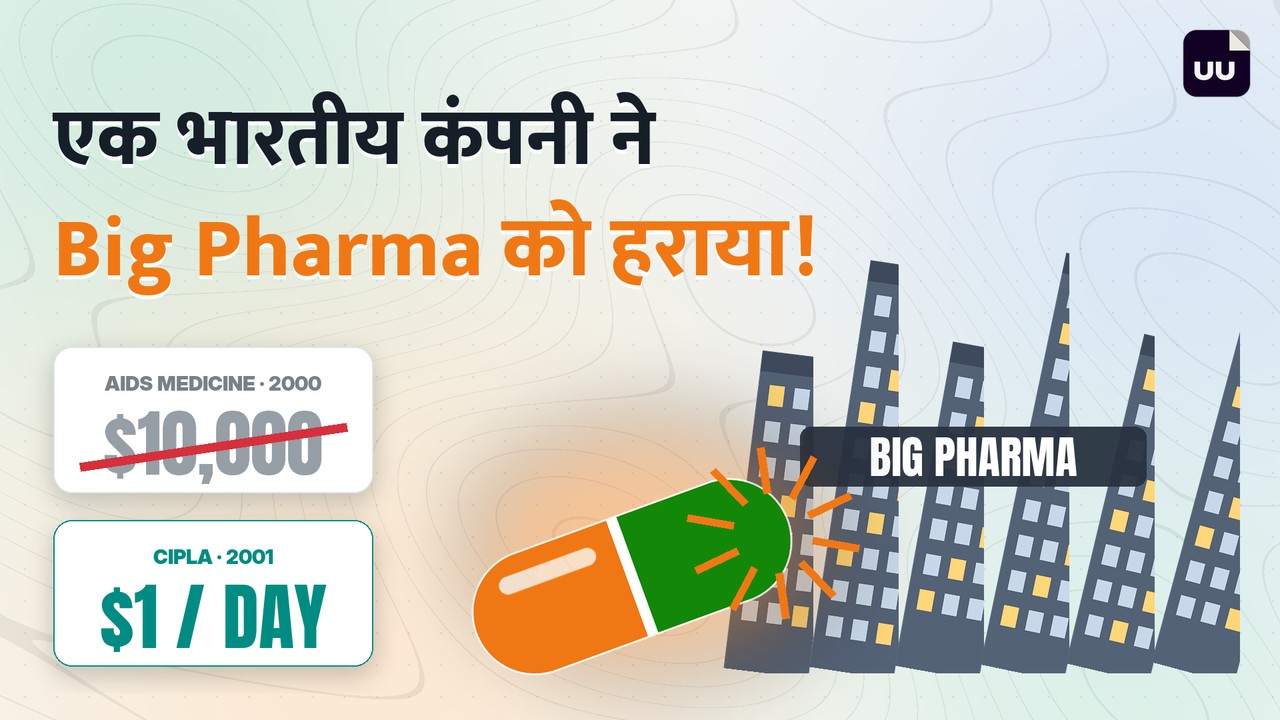 एक भारतीय कंपनी ने
Big Pharma को हराया!
AIDS MEDICINE · 2000
$10,000
CIPLA · 2001
$1 / DAY
BIG PHARMA
UU